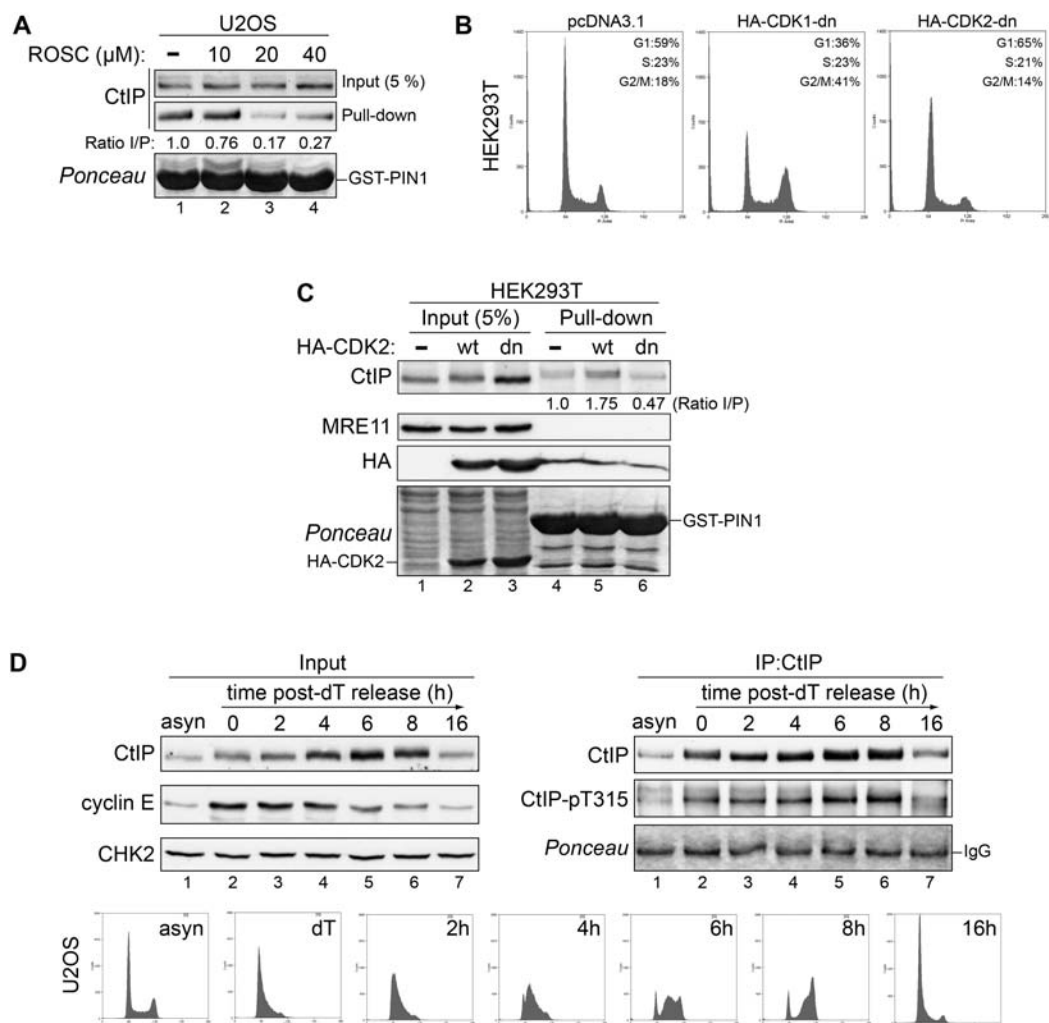 A
U2OS
ROSC (µM): – 10 20 40
CtIP
Input (5 %)
Pull-down
Ratio I/P: 1.0 0.76 0.17 0.27
Ponceau
GST-PIN1
1 2 3 4
B
pcDNA3.1 HA-CDK1-dn HA-CDK2-dn
HEK293T
G1:59%
S:23%
G2/M:18%
G1:36%
S:23%
G2/M:41%
G1:65%
S:21%
G2/M:14%
C
HEK293T
Input (5%) Pull-down
HA-CDK2: – wt dn – wt dn
CtIP
1.0 1.75 0.47 (Ratio I/P)
MRE11
HA
Ponceau
GST-PIN1
HA-CDK2
1 2 3 4 5 6
D
Input
time post-dT release (h)
asyn 0 2 4 6 8 16
CtIP
cyclin E
CHK2
1 2 3 4 5 6 7
IP:CtIP
time post-dT release (h)
asyn 0 2 4 6 8 16
CtIP
CtIP-pT315
Ponceau
IgG
1 2 3 4 5 6 7
U2OS
asyn dT 2h 4h 6h 8h 16h